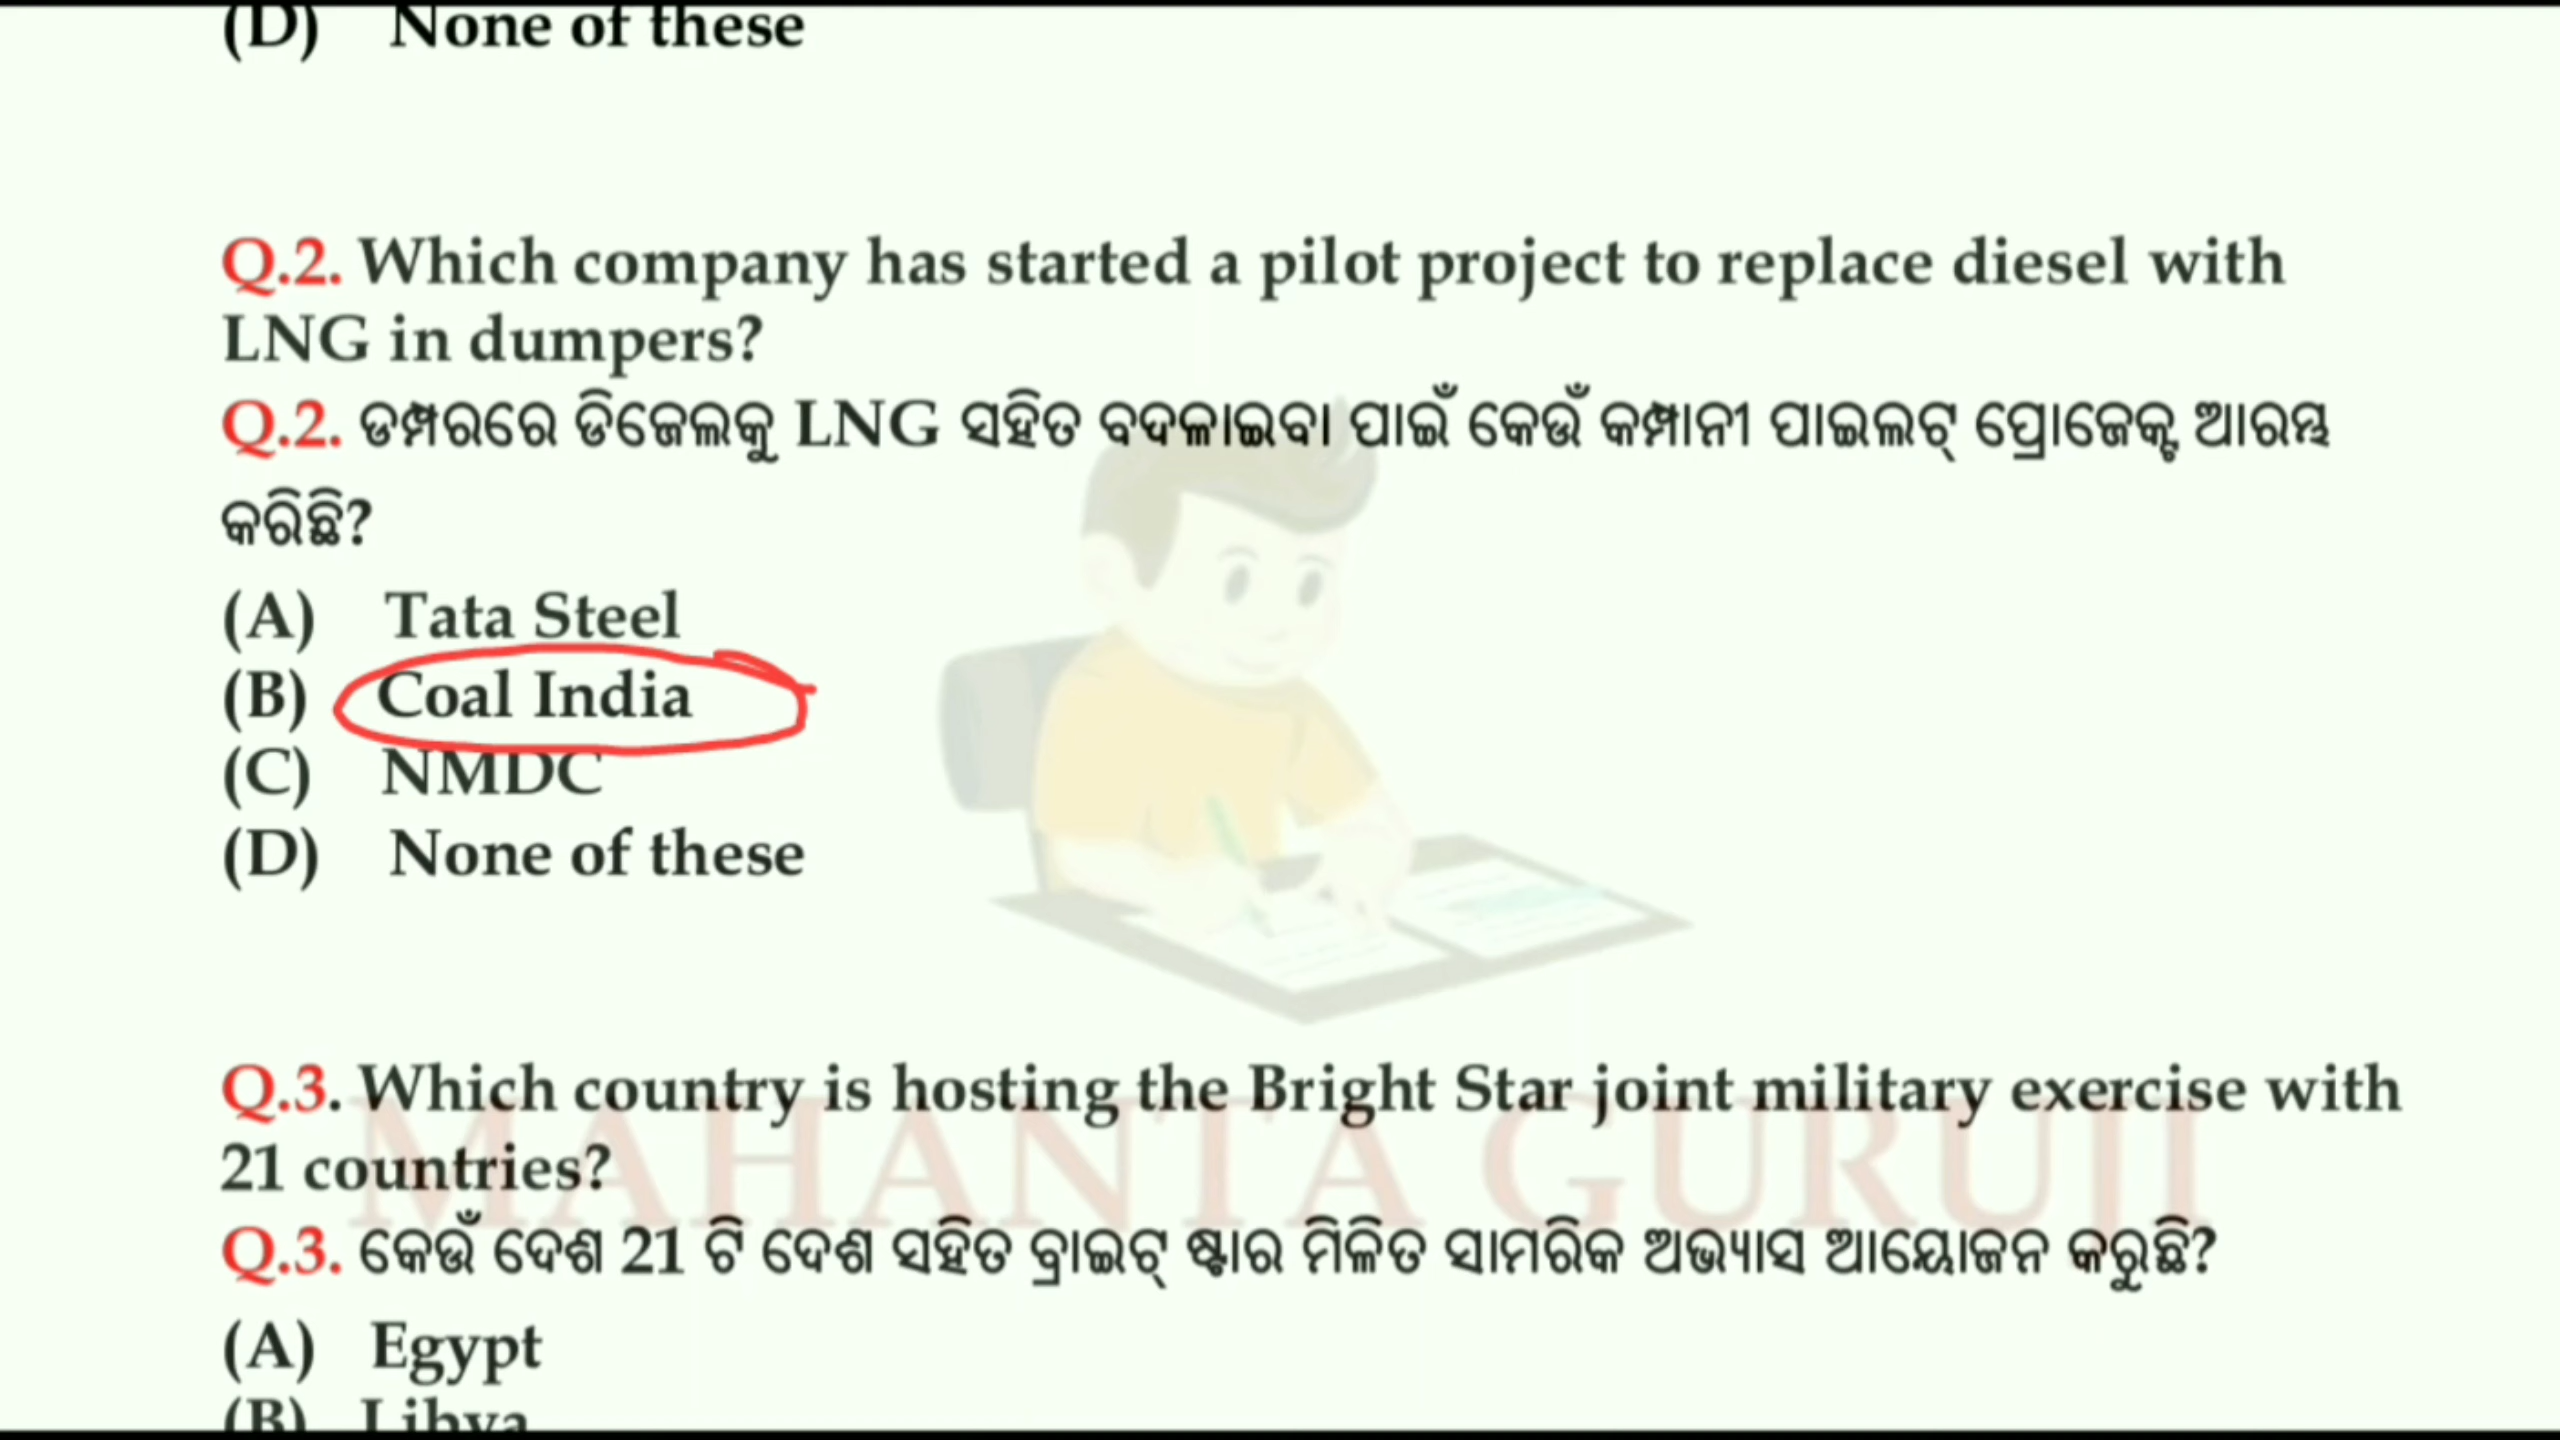 (D) None of these
Q.2. Which company has started a pilot project to replace diesel with
LNG in dumpers?
Q.2. ଡମ୍ପରରେ ଡିଜେଲକୁ LNG ସହିତ ବଦଳାଇବା ପାଇଁ କେଉଁ କମ୍ପାନୀ ପାଇଲଟ୍ ପ୍ରୋଜେକ୍ଟ ଆରମ୍ଭ
କରିଛି?
(A) Tata Steel
(B) Coal India
(C) NMDC
(D) None of these
Q.3. Which country is hosting the Bright Star joint military exercise with
21 countries?
MAHANTA GURUJI
Q.3. କେଉଁ ଦେଶ 21 ଟି ଦେଶ ସହିତ ବ୍ରାଇଟ୍ ଷ୍ଟାର ମିଳିତ ସାମରିକ ଅଭ୍ୟାସ ଆୟୋଜନ କରୁଛି?
(A) Egypt
(B) Libya